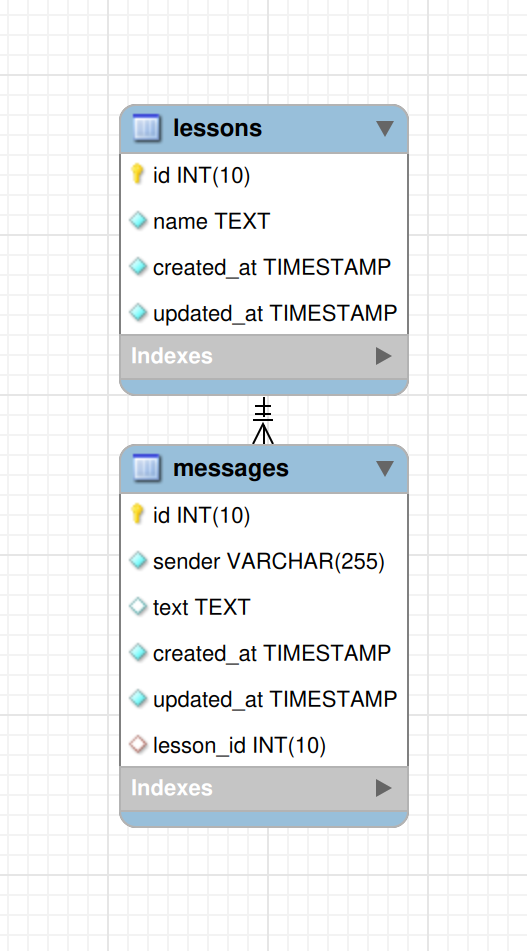 lessons
id INT(10)
name TEXT
created_at TIMESTAMP
updated_at TIMESTAMP
Indexes
messages
id INT(10)
sender VARCHAR(255)
text TEXT
created_at TIMESTAMP
updated_at TIMESTAMP
lesson_id INT(10)
Indexes